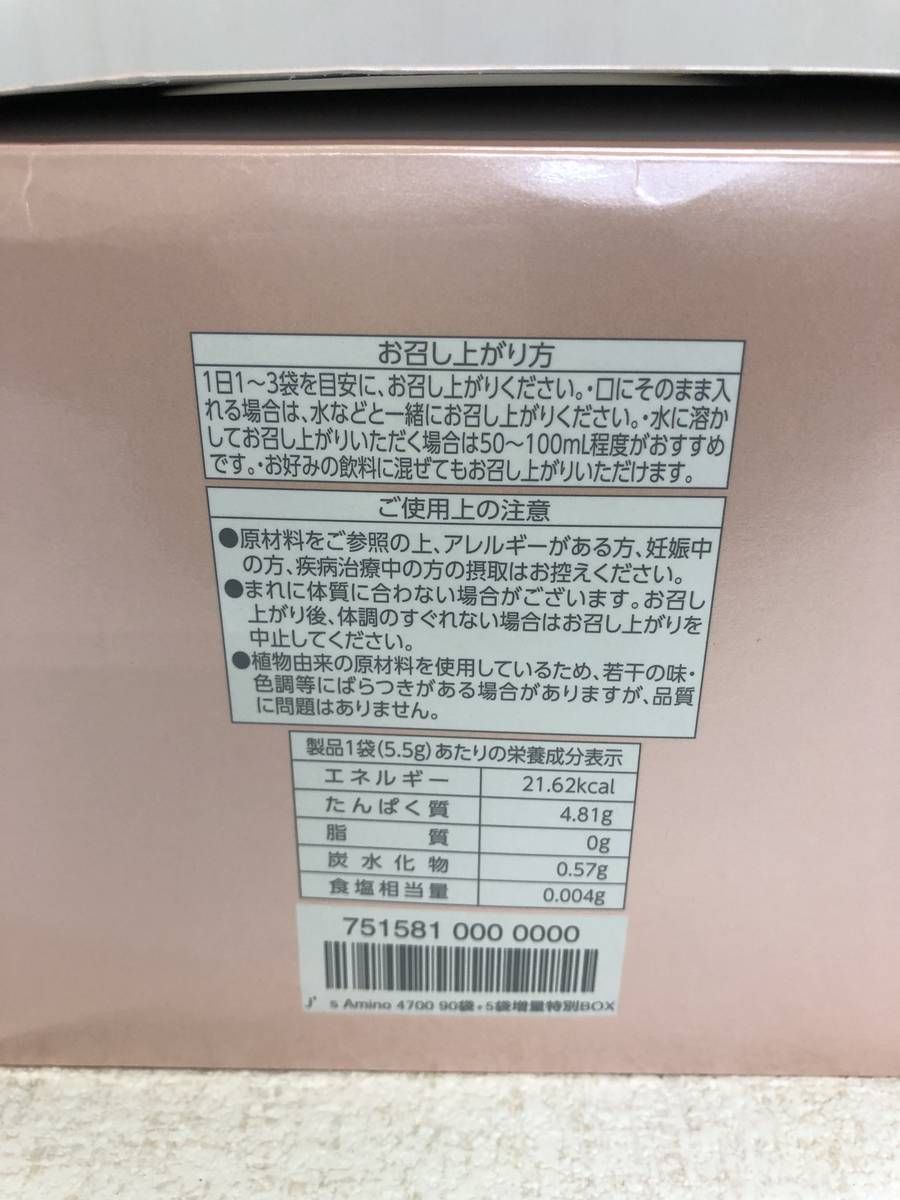 お召し上がり方
1日1～3袋を目安に、お召し上がりください。・口にそのまま入
れる場合は、水などと一緒にお召し上がりください。・水に溶か
してお召し上がりいただく場合は50～100mL程度がおすすめ
です。・お好みの飲料に混ぜてもお召し上がりいただけます。
ご使用上の注意
●原材料をご参照の上、アレルギーがある方、妊娠中
の方、疾病治療中の方の摂取はお控えください。
●まれに体質に合わない場合がございます。お召し
上がり後、体調のすぐれない場合はお召し上がりを
中止してください。
●植物由来の原材料を使用しているため、若干の味・
色調等にばらつきがある場合がありますが、品質
に問題はありません。
製品1袋(5.5g)あたりの栄養成分表示
エネルギー 21.62kcal
たんぱく質 4.81g
脂質 0g
炭水化物 0.57g
食塩相当量 0.004g
751581 000 0000
J's Amino 4700 90袋+5袋増量特別BOX